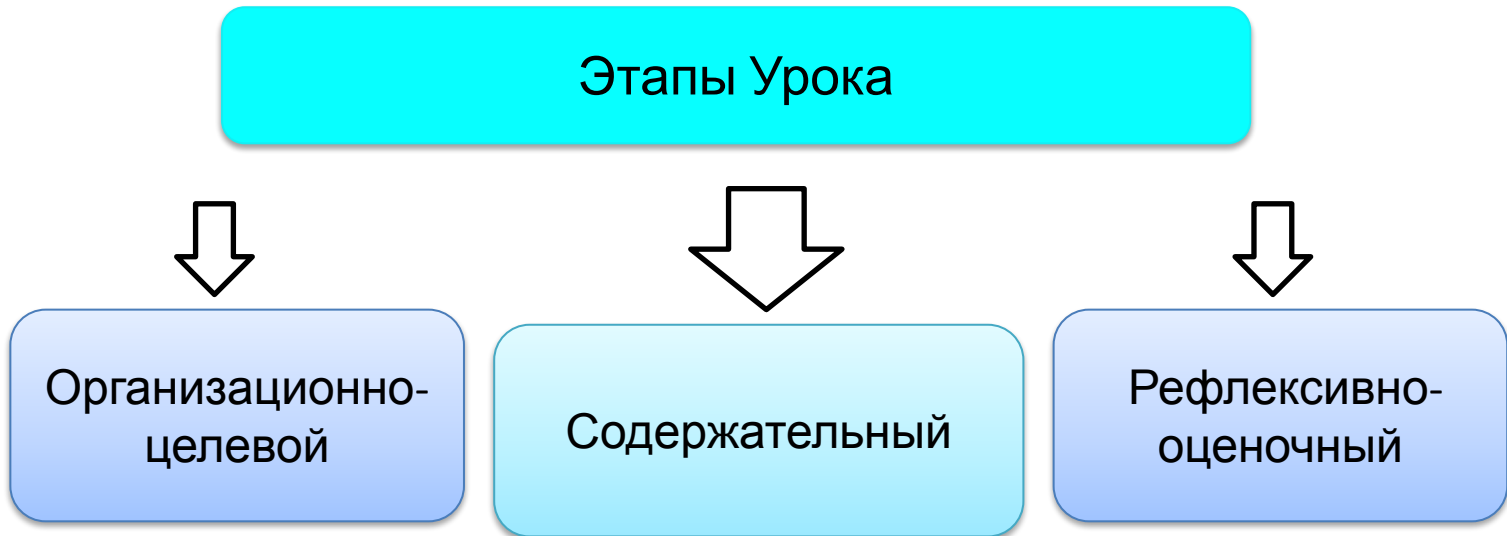 Этапы Урока
Организационно-
целевой
Содержательный
Рефлексивно-
оценочный